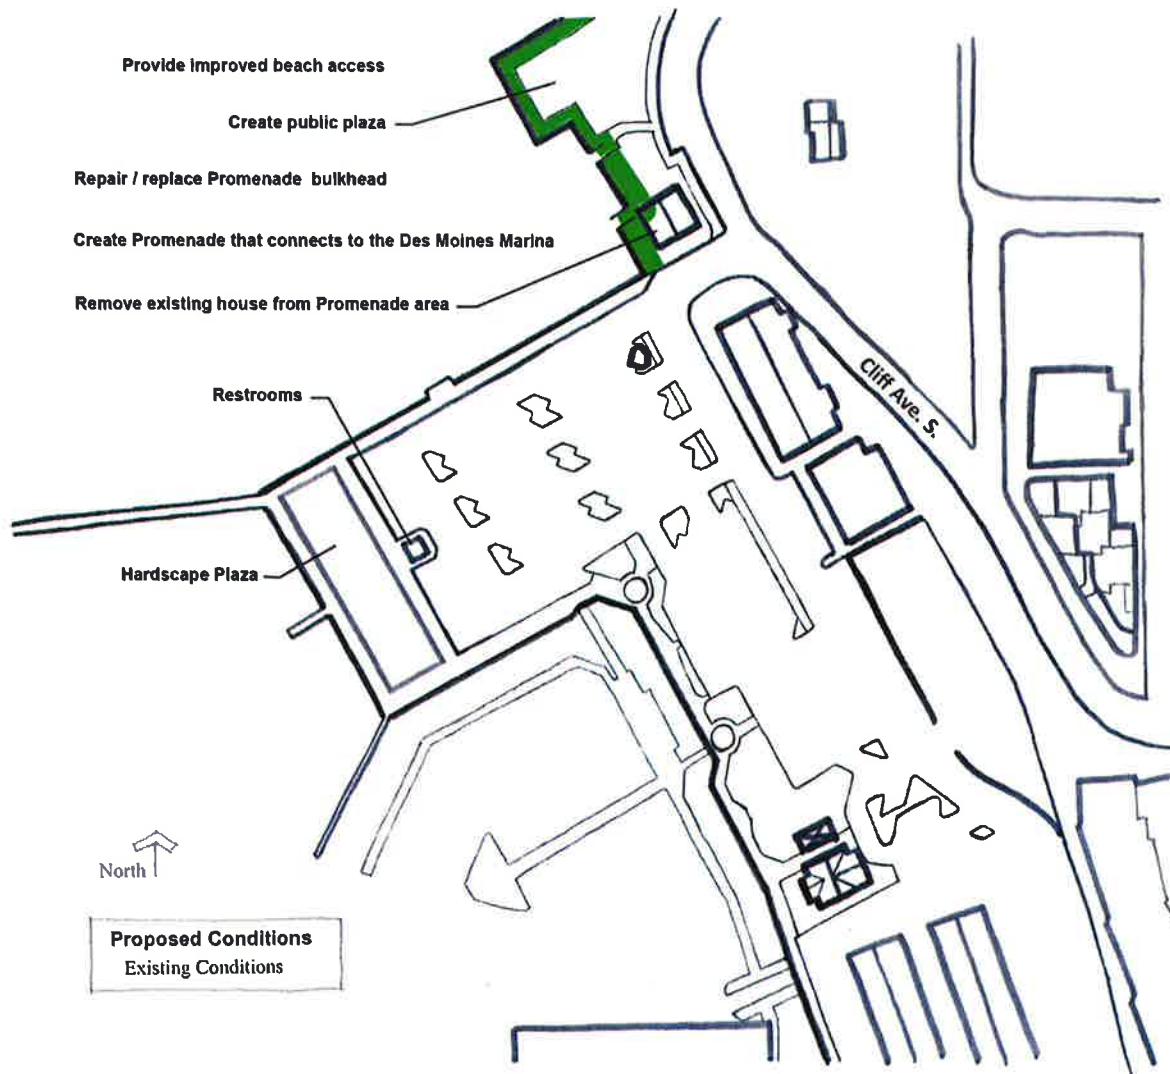 Provide improved beach access
Create public plaza
Repair / replace Promenade bulkhead
Create Promenade that connects to the Des Moines Marina
Remove existing house from Promenade area
Restrooms
Cliff Ave. S.
Hardscape Plaza
North
Proposed Conditions
Existing Conditions